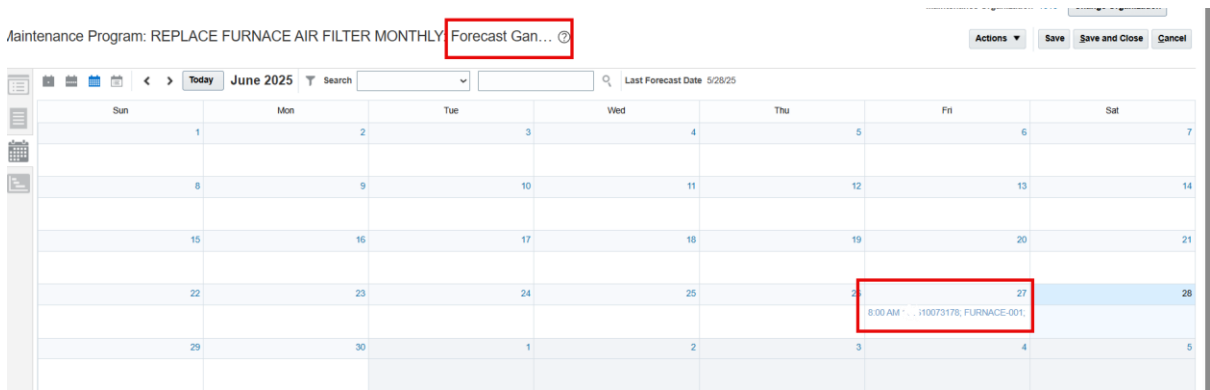 Maintenance Program: REPLACE FURNACE AIR FILTER MONTHLY: Forecast Gan...
Actions Save Save and Close Cancel
Today June 2025 Search Last Forecast Date 5/28/25
Sun Mon Tue Wed Thu Fri Sat
1 2 3 4 5 6 7
8 9 10 11 12 13 14
15 16 17 18 19 20 21
22 23 24 25 26 27 28
8:00 AM 10073178; FURNACE-001;
29 30 1 2 3 4 5